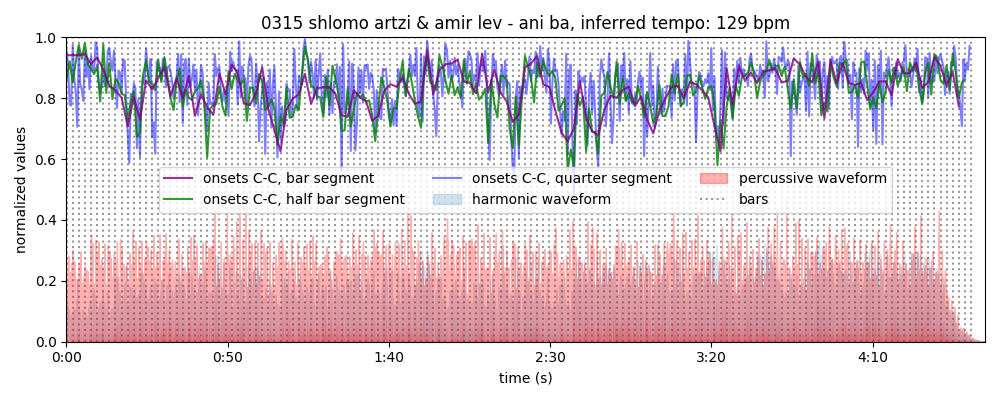 0315 shlomo artzi & amir lev - ani ba, inferred tempo: 129 bpm
1.0
0.8
0.6
0.4
0.2
0.0
normalized values
onsets C-C, bar segment
onsets C-C, half bar segment
onsets C-C, quarter segment
harmonic waveform
percussive waveform
bars
0:00 0:50 1:40 2:30 3:20 4:10
time (s)